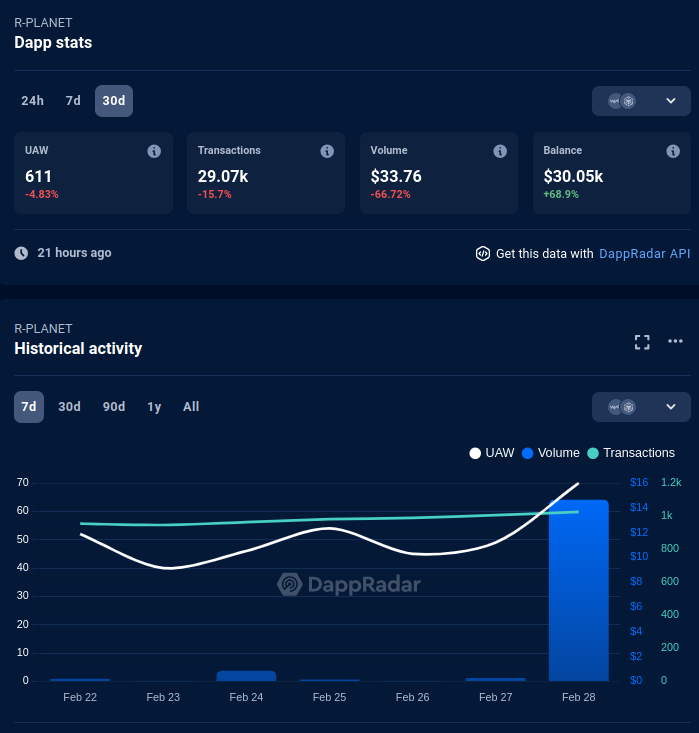 R-PLANET
Dapp stats
24h 7d 30d
UAW
611
-4.83%
Transactions
29.07k
-15.7%
Volume
$33.76
-66.72%
Balance
$30.05k
+68.9%
21 hours ago
Get this data with DappRadar API
R-PLANET
Historical activity
7d 30d 90d 1y All
UAW Volume Transactions
70 $16 1.2k
60 $14 1k
50 $12 800
40 $10 600
30 $8 400
20 $6 200
10 $4 0
0 $2
$0
DappRadar
Feb 22 Feb 23 Feb 24 Feb 25 Feb 26 Feb 27 Feb 28